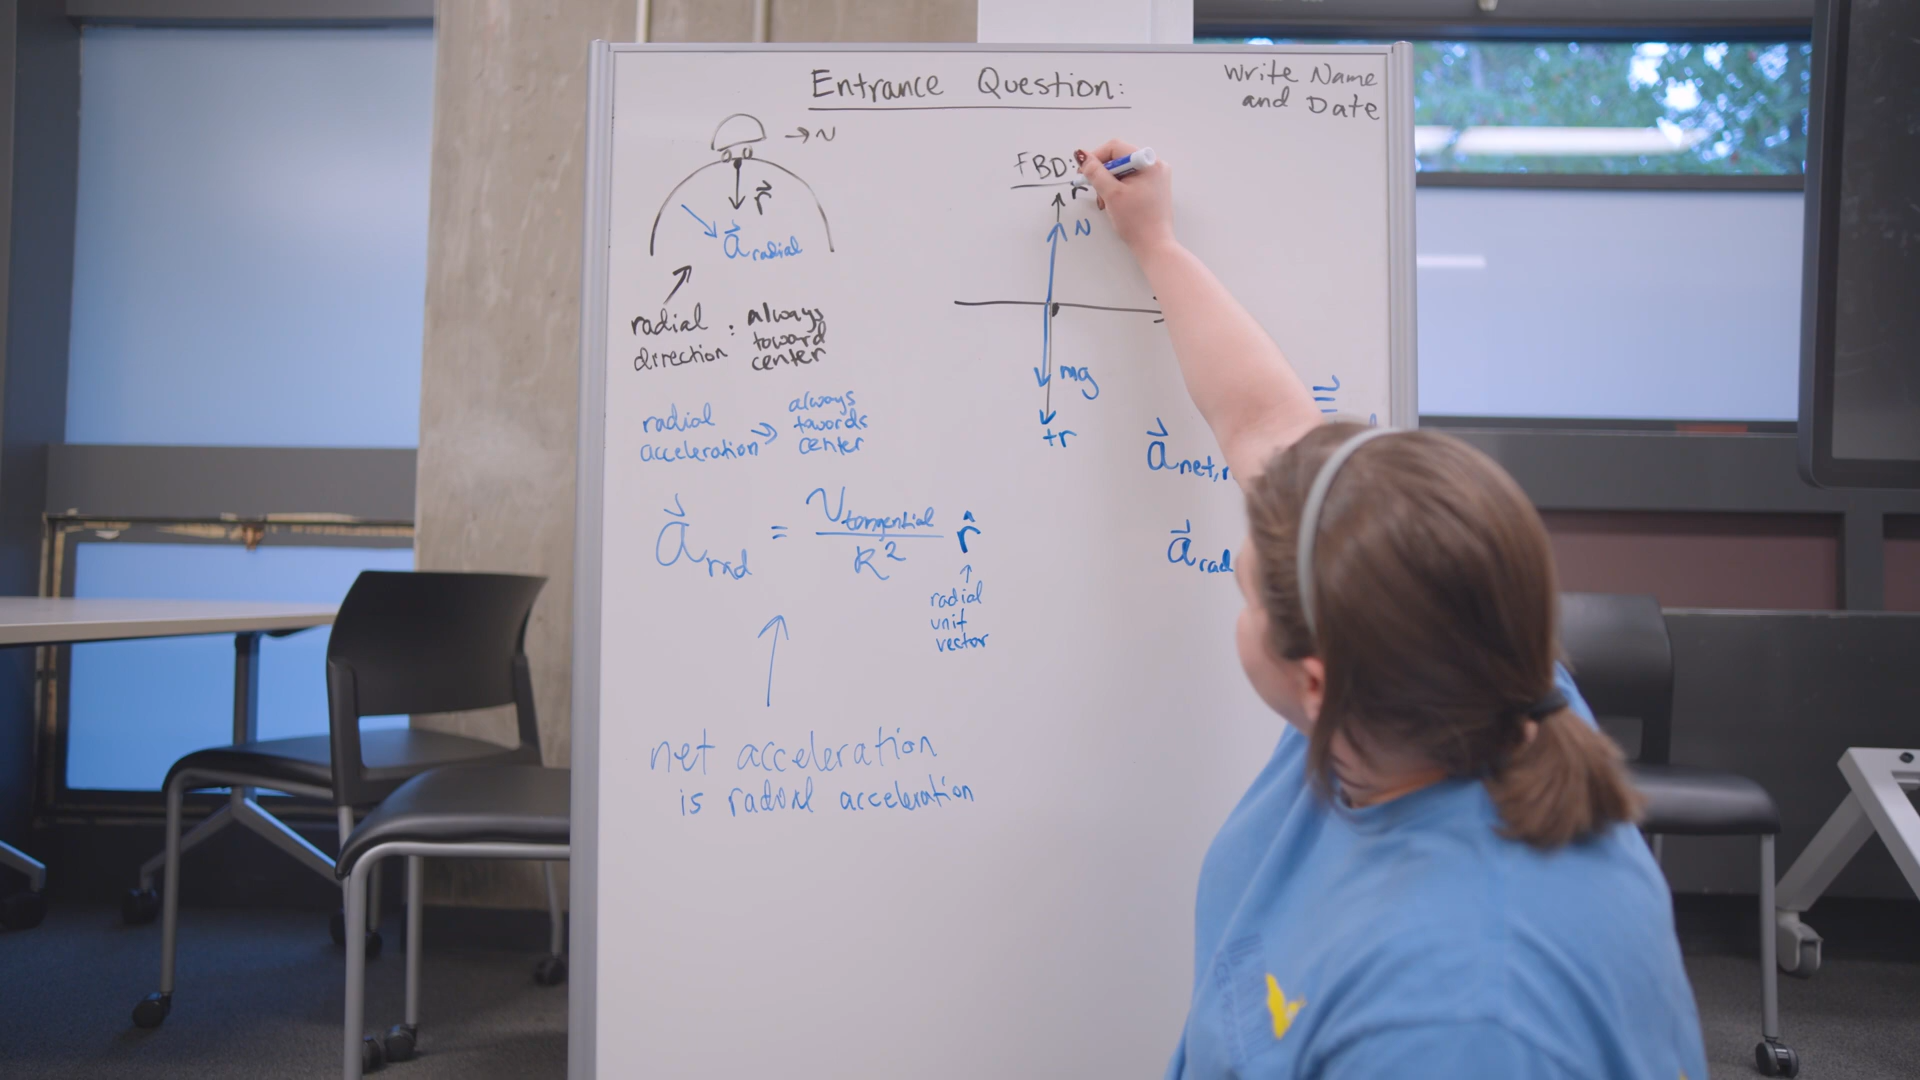 Entrance Question:
Write Name
and Date
→ v
r
a radial
radial
direction : always
toward
center
radial
acceleration → always
towards
center
a rad = v tangential / R² r̂
↑
radial
unit
vector
net acceleration
is radial acceleration
FBD:
r
N
mg
+r
a net,r
a rad